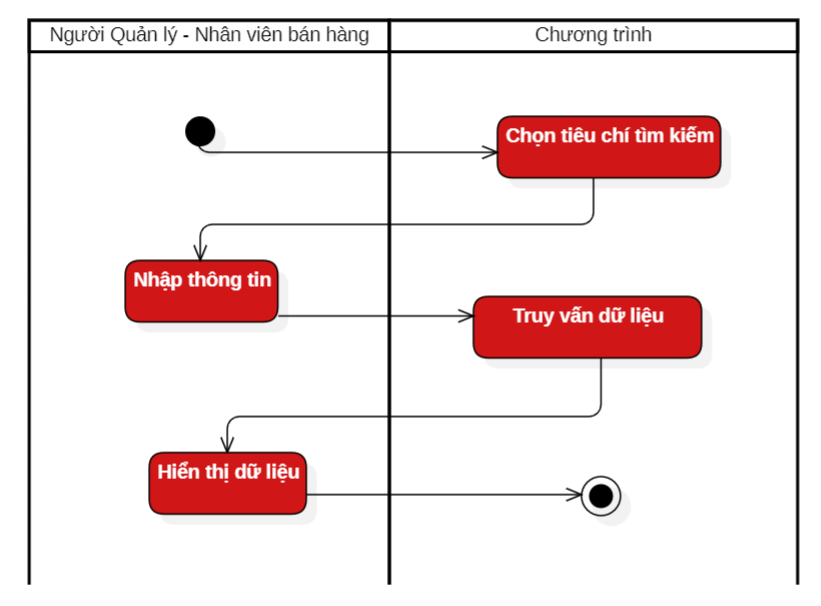 Người Quản lý - Nhân viên bán hàng
Chương trình
Chọn tiêu chí tìm kiếm
Nhập thông tin
Truy vấn dữ liệu
Hiển thị dữ liệu